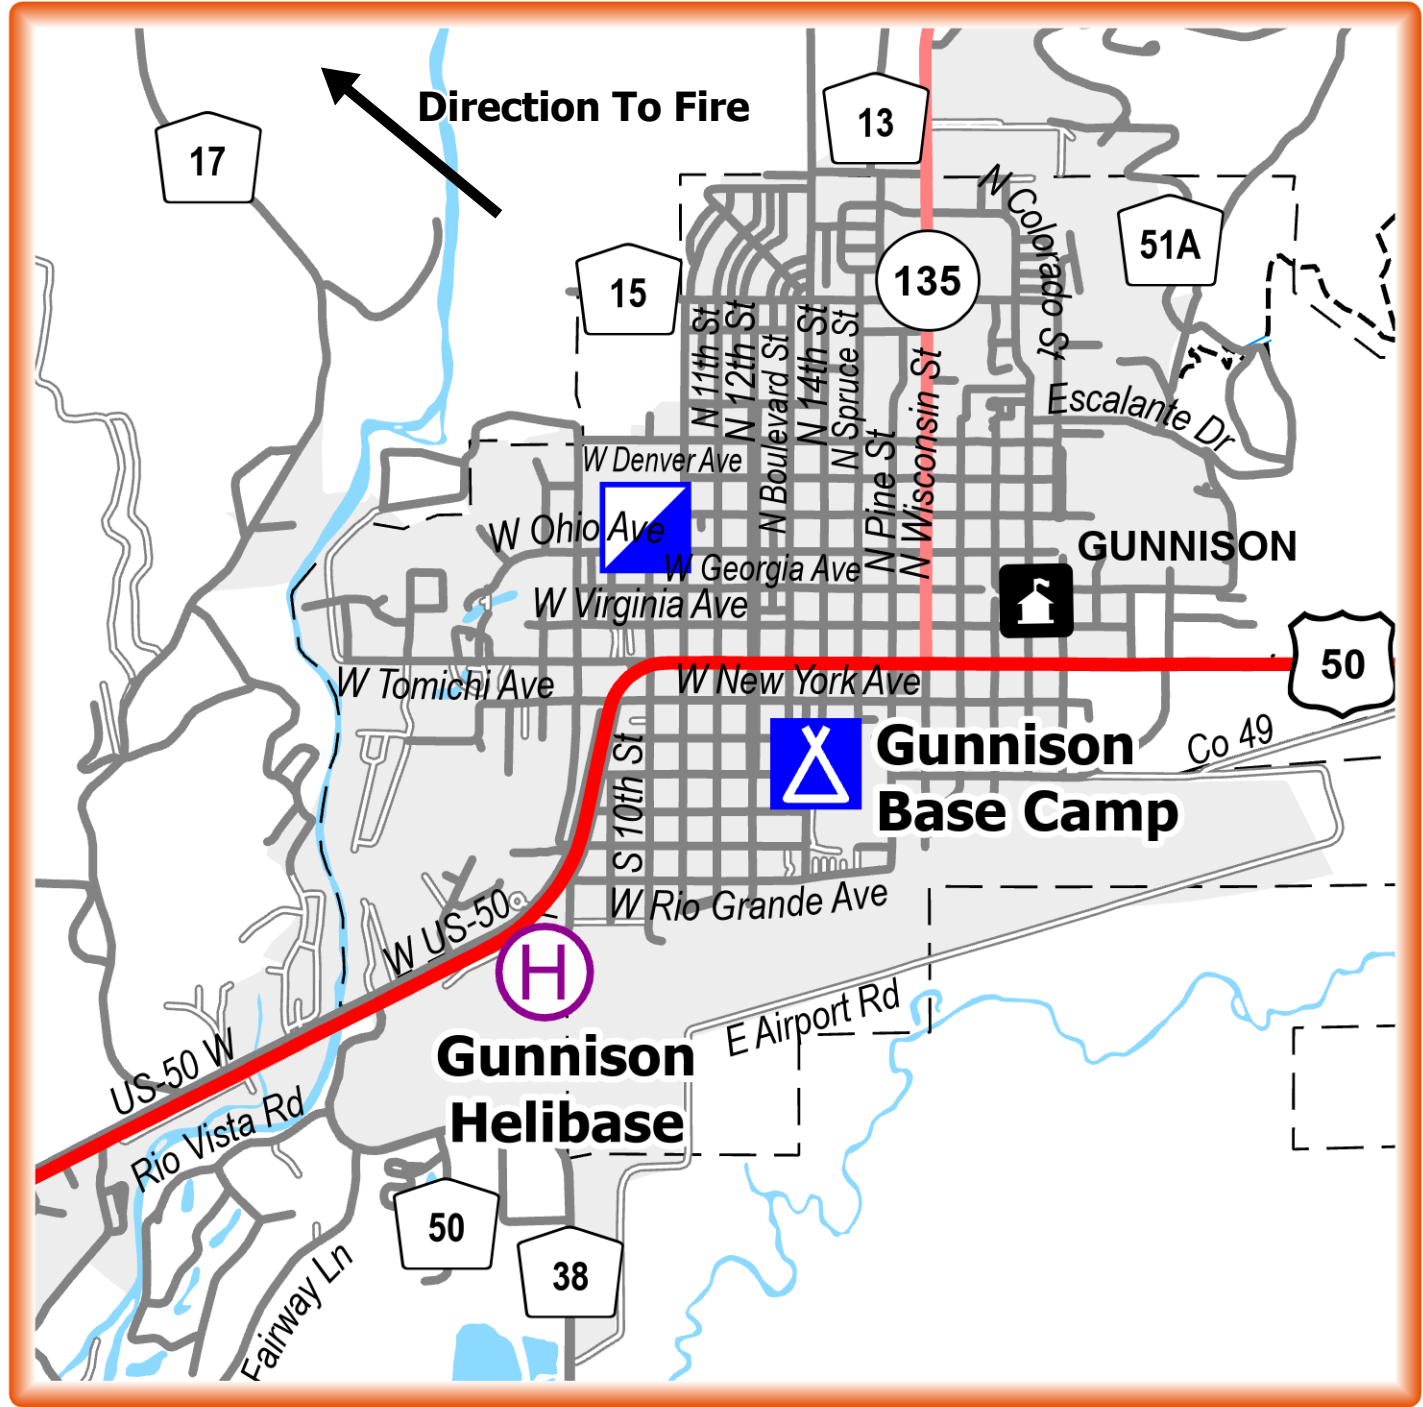 Direction To Fire
13
17
N Colorapo St
51A
15
135
N 11th St
N 12th St
N Boulevard St
N 14th St
N Spruce St
N Pine St
N Wisconsin St
Escalante Dr
W Denver Ave
W Ohio Ave
GUNNISON
W Georgia Ave
W Virginia Ave
50
W Tomichi Ave
W New York Ave
Gunnison
Base Camp
Co 49
S 10th St
W Rio Grande Ave
W US-50
H
E Airport Rd
Gunnison
Helibase
US-50 W
Rio Vista Rd
50
38
Fairway Ln